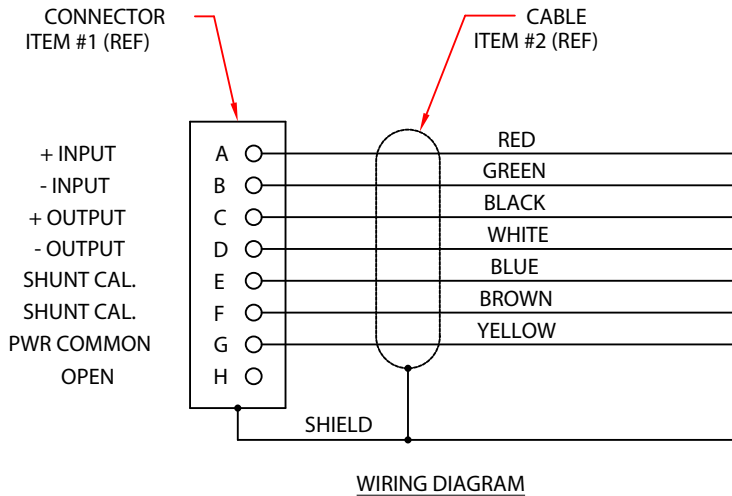 CONNECTOR
ITEM #1 (REF)
CABLE
ITEM #2 (REF)
+ INPUT A RED
- INPUT B GREEN
+ OUTPUT C BLACK
- OUTPUT D WHITE
SHUNT CAL. E BLUE
SHUNT CAL. F BROWN
PWR COMMON G YELLOW
OPEN H
SHIELD
WIRING DIAGRAM